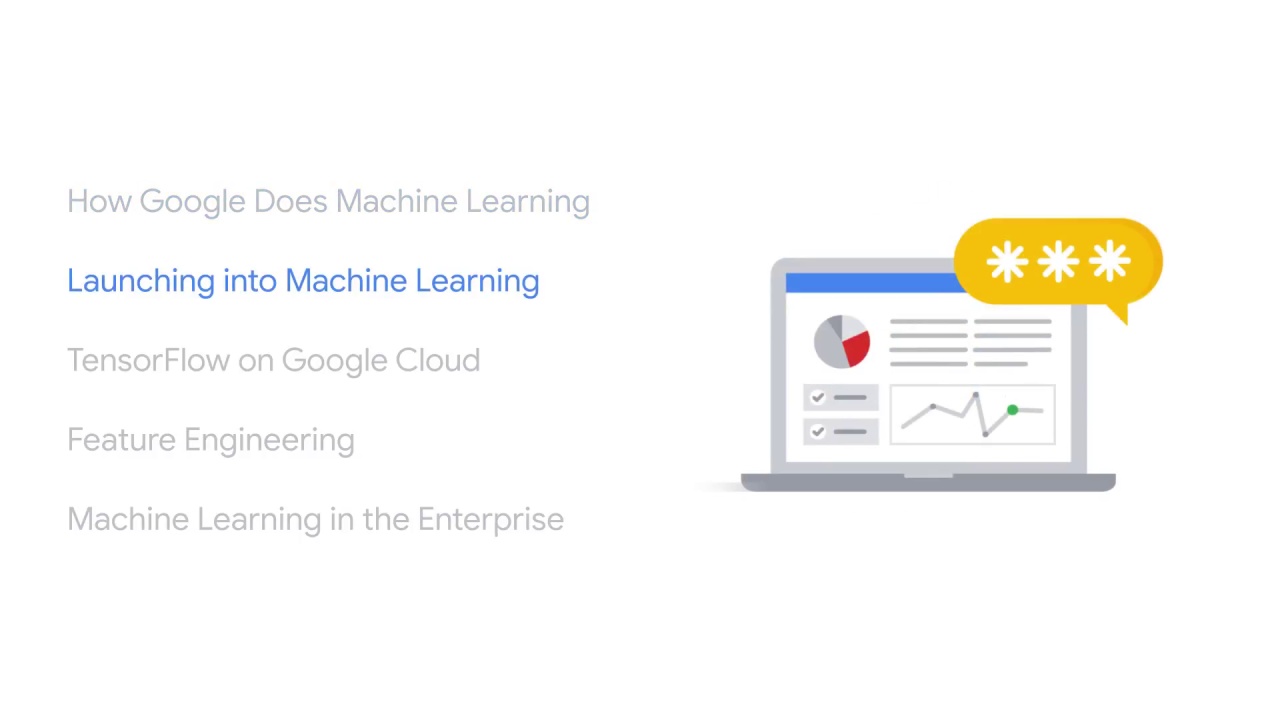 How Google Does Machine Learning
Launching into Machine Learning
TensorFlow on Google Cloud
Feature Engineering
Machine Learning in the Enterprise